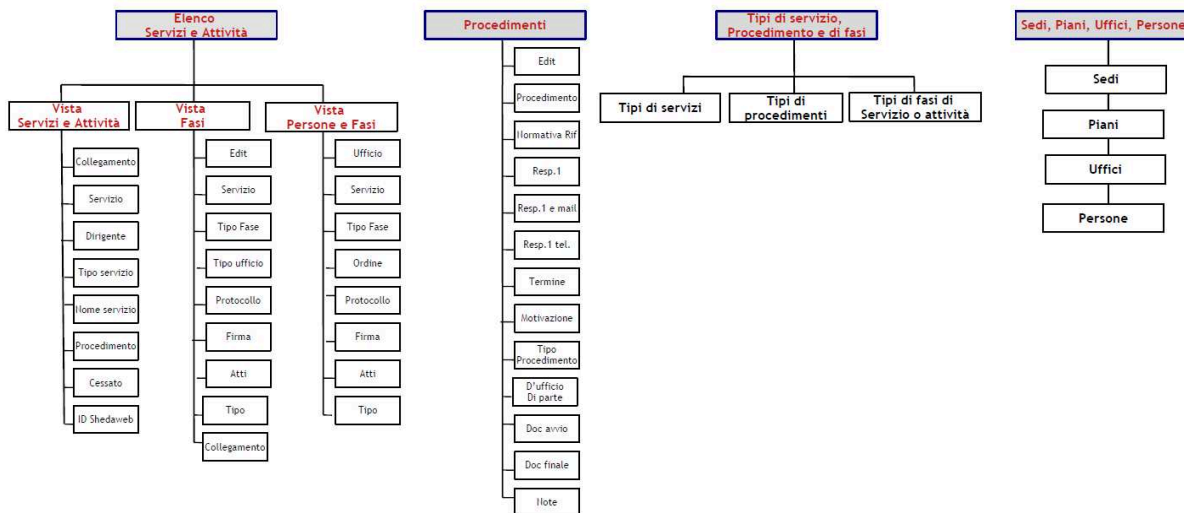 Elenco
Servizi e Attività
Vista
Servizi e Attività
Collegamento
Servizio
Dirigente
Tipo servizio
Nome servizio
Procedimento
Cessato
ID Shedaweb
Vista
Fasi
Edit
Servizio
Tipo Fase
Tipo ufficio
Protocollo
Firma
Atti
Tipo
Collegamento
Vista
Persone e Fasi
Ufficio
Servizio
Tipo Fase
Ordine
Protocollo
Firma
Atti
Tipo
Procedimenti
Edit
Procedimento
Normativa Rif
Resp.1
Resp.1 e mail
Resp.1 tel.
Termine
Motivazione
Tipo
Procedimento
D'ufficio
Di parte
Doc avvio
Doc finale
Note
Tipi di servizio,
Procedimento e di fasi
Tipi di servizi
Tipi di
procedimenti
Tipi di fasi di
Servizio o attività
Sedi, Piani, Uffici, Persone
Sedi
Piani
Uffici
Persone